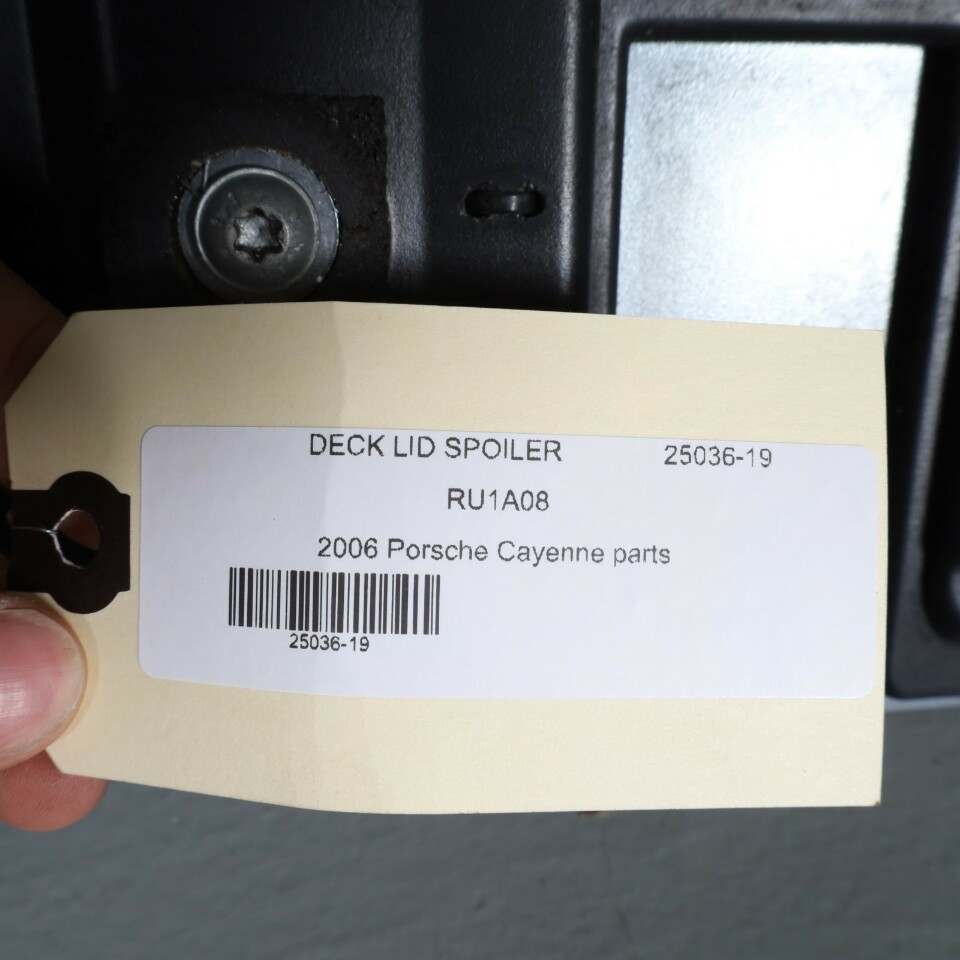 DECK LID SPOILER 25036-19
RU1A08
2006 Porsche Cayenne parts
25036-19